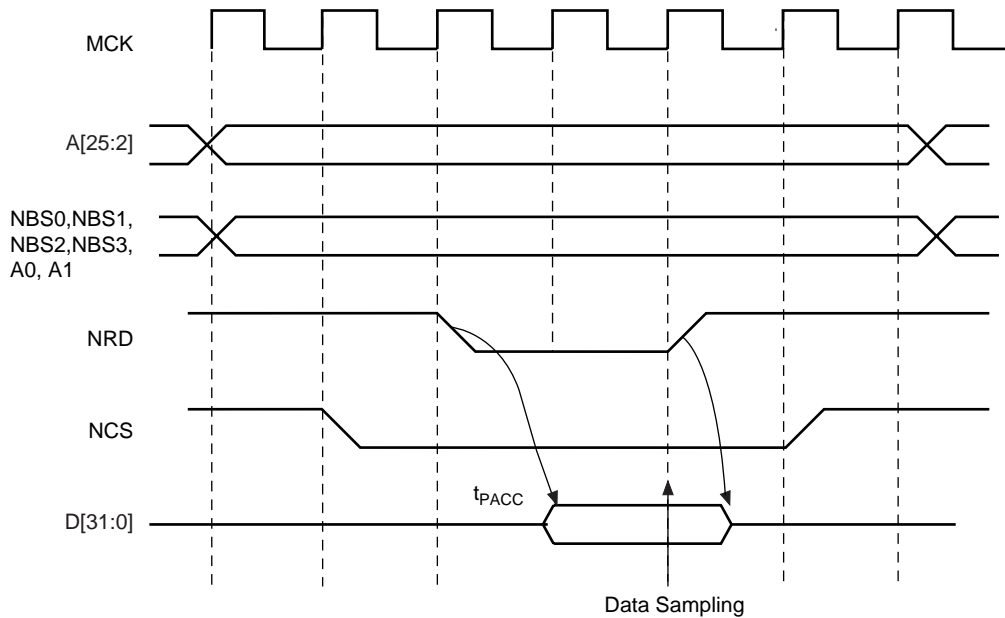 MCK
A[25:2]
NBS0,NBS1,
NBS2,NBS3,
A0, A1
NRD
NCS
tPACC
D[31:0]
Data Sampling